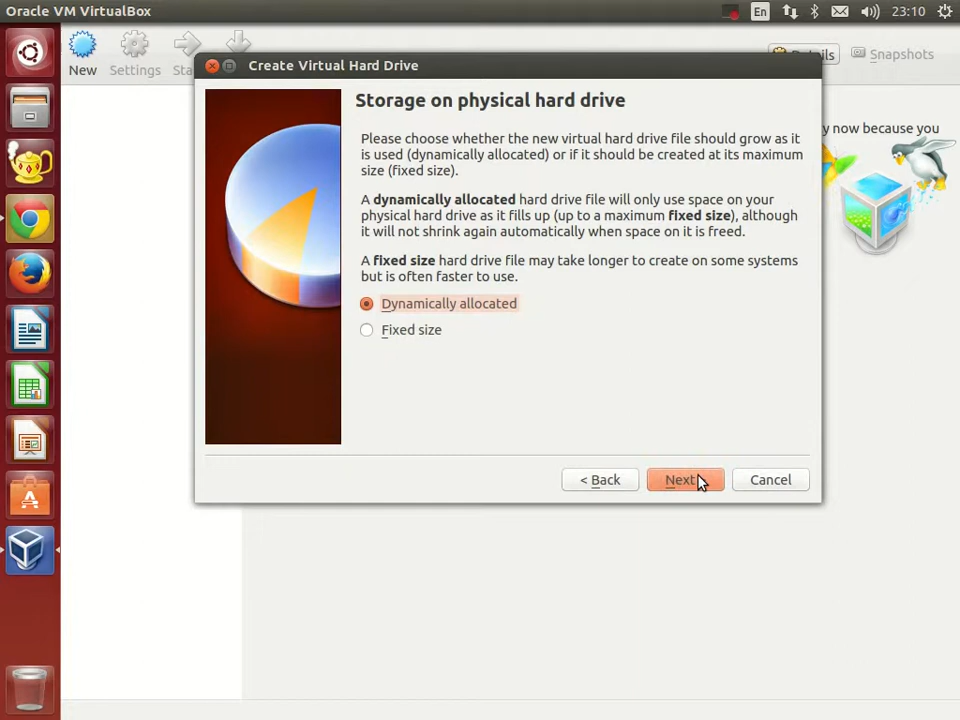 Oracle VM VirtualBox
En
23:10
New
Settings
Snapshots
Create Virtual Hard Drive
Storage on physical hard drive
Please choose whether the new virtual hard drive file should grow as it
is used (dynamically allocated) or if it should be created at its maximum
size (fixed size).
A dynamically allocated hard drive file will only use space on your
physical hard drive as it fills up (up to a maximum fixed size), although
it will not shrink again automatically when space on it is freed.
A fixed size hard drive file may take longer to create on some systems
but is often faster to use.
Dynamically allocated
Fixed size
< Back
Next
Cancel
now because you